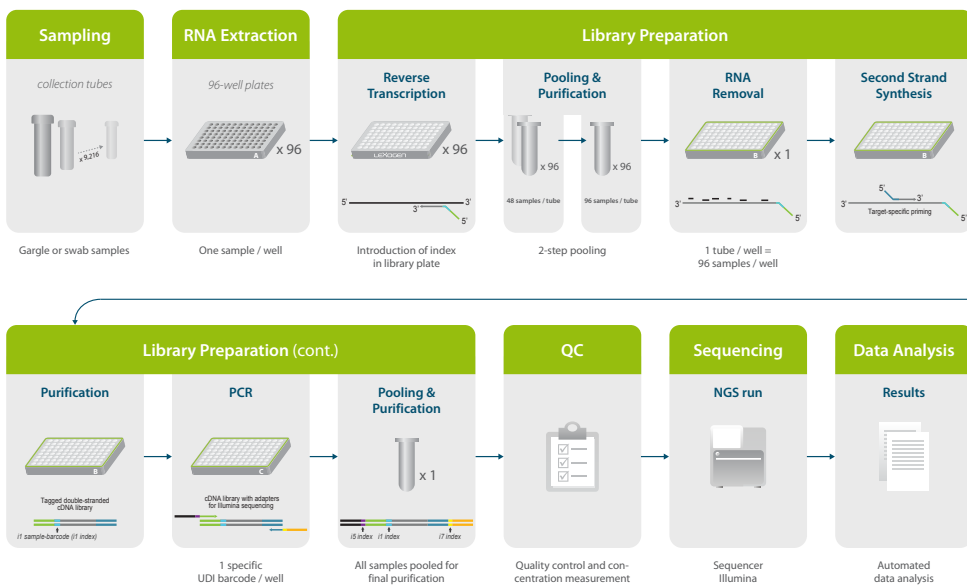 Sampling
RNA Extraction
Library Preparation
collection tubes
96-well plates
Reverse
Transcription
Pooling &
Purification
RNA
Removal
Second Strand
Synthesis
x 9,216
A
x 96
LEXOGEN
x 96
x 96
x 96
B
x 1
B
5'
3'
3'
5'
48 samples / tube
96 samples / tube
3'
5'
5'
3'
3'
5'
Target-specific priming
Gargle or swab samples
One sample / well
Introduction of index
in library plate
2-step pooling
1 tube / well =
96 samples / well
Library Preparation (cont.)
QC
Sequencing
Data Analysis
Purification
PCR
Pooling &
Purification
NGS run
Results
B
C
x 1
Tagged double-stranded
cDNA library
cDNA library with adapters
for Illumina sequencing
i1 sample-barcode (i1 index)
i5 index
i1 index
i7 index
1 specific
UDI barcode / well
All samples pooled for
final purification
Quality control and con-
centration measurement
Sequencer
Illumina
Automated
data analysis